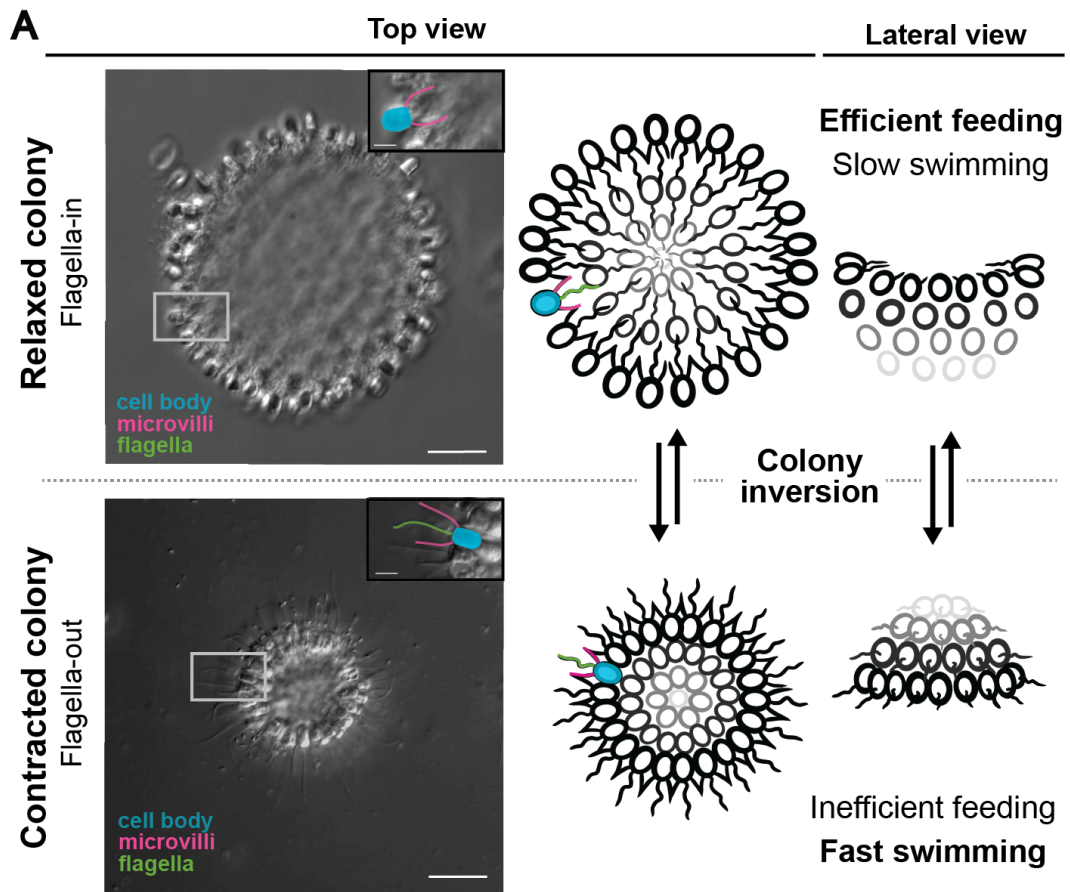 A
Top view
Lateral view
Relaxed colony
Flagella-in
cell body
microvilli
flagella
Efficient feeding
Slow swimming
Colony
inversion
Contracted colony
Flagella-out
cell body
microvilli
flagella
Inefficient feeding
Fast swimming